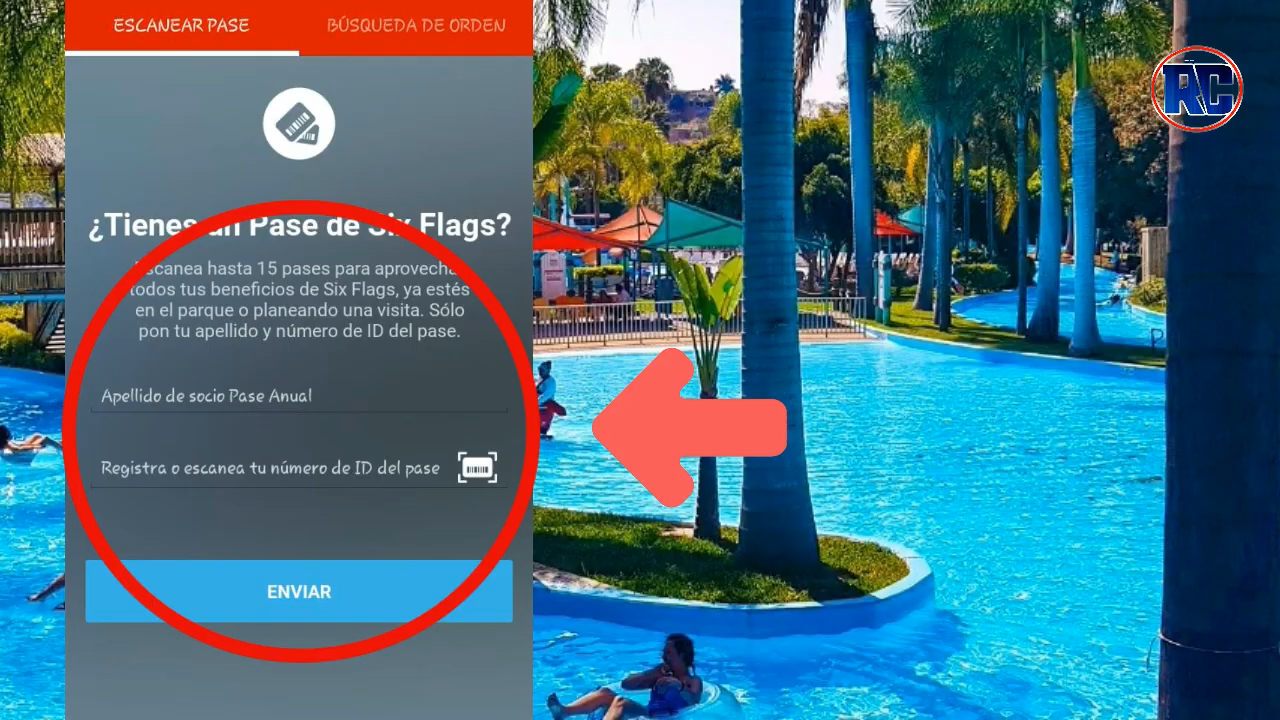 ESCANEAR PASE
BÚSQUEDA DE ORDEN
¿Tienes un Pase de Six Flags?
Escanea hasta 15 pases para aprovechar
todos tus beneficios de Six Flags, ya estés
en el parque o planeando una visita. Sólo
pon tu apellido y número de ID del pase.
Apellido de socio Pase Anual
Registra o escanea tu número de ID del pase
ENVIAR
RC